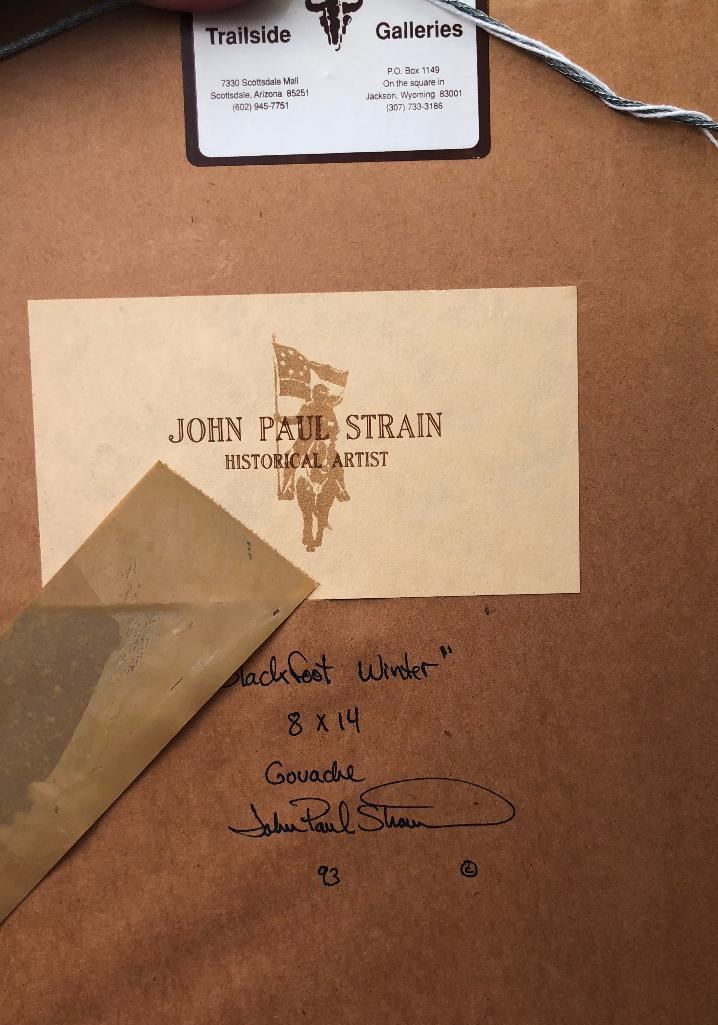 Trailside Galleries
7330 Scottsdale Mall
Scottsdale, Arizona 85251
(602) 945-7751
P.O. Box 1149
On the square in
Jackson, Wyoming 83001
(307) 733-3186
JOHN PAUL STRAIN
HISTORICAL ARTIST
Blackfoot Winter"
8 x 14
Gouache
John Paul Strain
93 ©